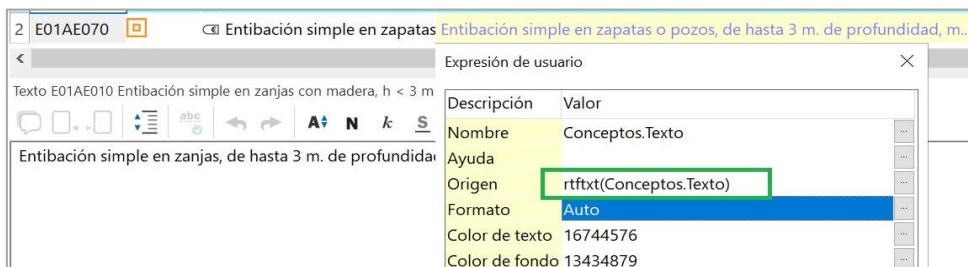 2 E01AE070 Entibación simple en zapatas Entibación simple en zapatas o pozos, de hasta 3 m. de profundidad, m...
Expresión de usuario
Texto E01AE010 Entibación simple en zanjas con madera, h < 3 m
Descripción Valor
abc A N k S
Nombre Conceptos.Texto ...
Entibación simple en zanjas, de hasta 3 m. de profundida
Ayuda ...
Origen rtftxt(Conceptos.Texto) ...
Formato Auto ...
Color de texto 16744576 ...
Color de fondo 13434879 ...